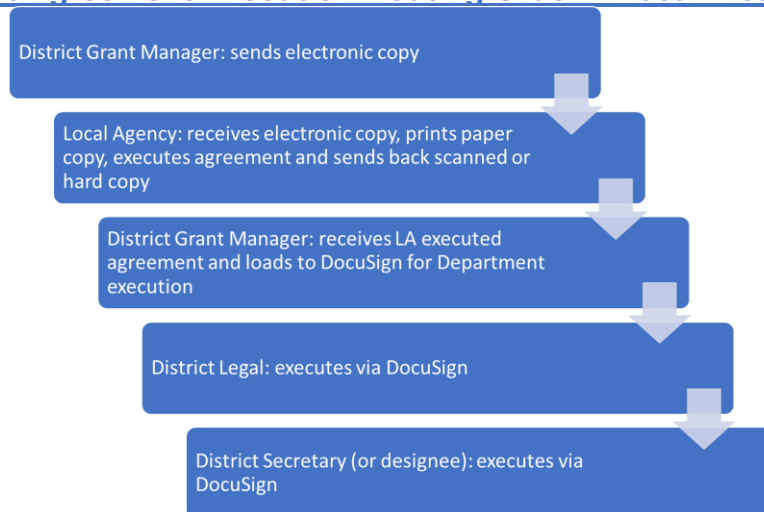 District Grant Manager: sends electronic copy
Local Agency: receives electronic copy, prints paper
copy, executes agreement and sends back scanned or
hard copy
District Grant Manager: receives LA executed
agreement and loads to DocuSign for Department
execution
District Legal: executes via DocuSign
District Secretary (or designee): executes via
DocuSign